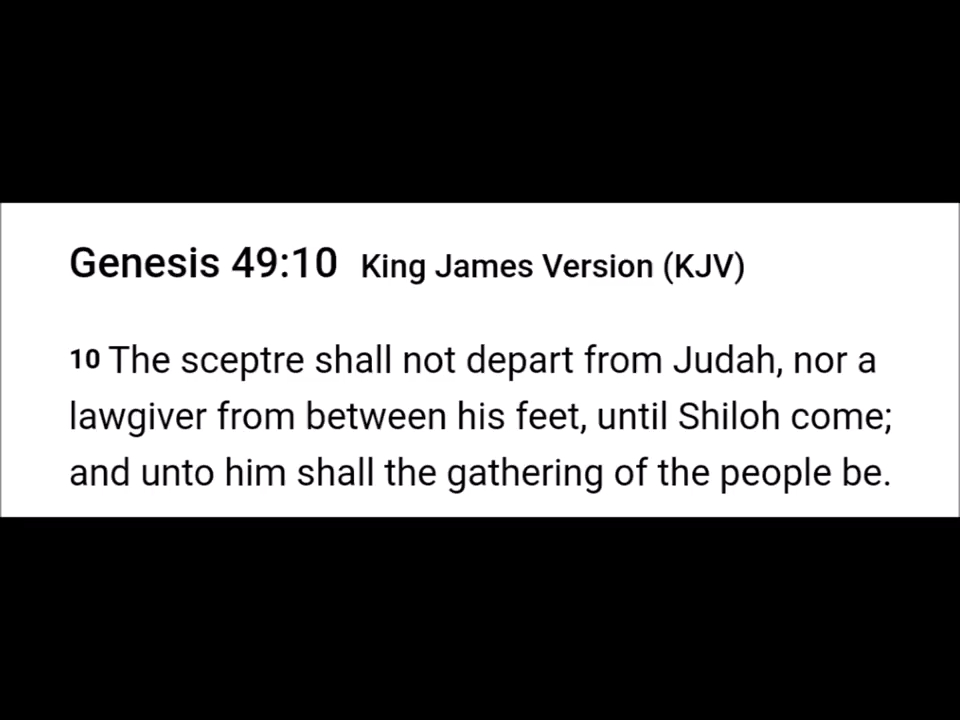 Genesis 49:10 King James Version (KJV)
10 The sceptre shall not depart from Judah, nor a
lawgiver from between his feet, until Shiloh come;
and unto him shall the gathering of the people be.